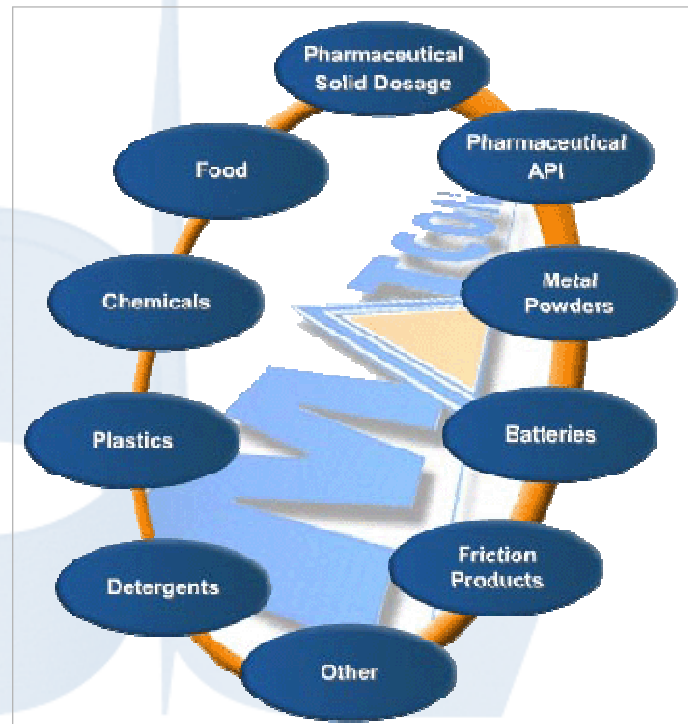 Pharmaceutical
Solid Dosage
Pharmaceutical
API
Metal
Powders
Batteries
Friction
Products
Other
Detergents
Plastics
Chemicals
Food